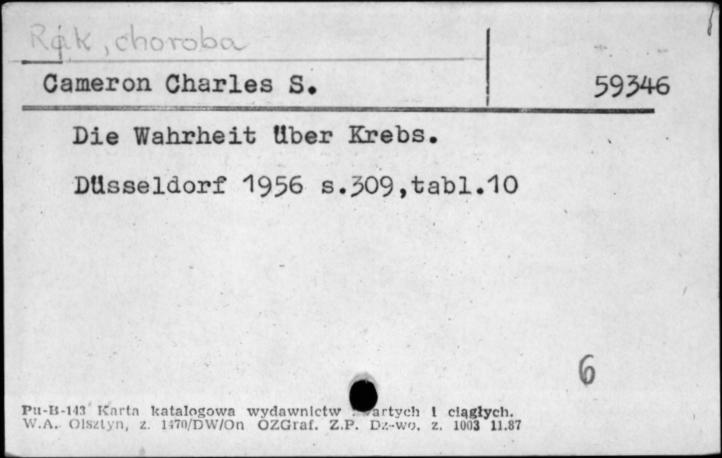 Rak, choroba
Cameron Charles S. 59346
Die Wahrheit über Krebs.
Düsseldorf 1956 s.309,tabl.10
6
Pu-B-143 Karta katalogowa wydawnictw artych i ciągłych.
W.A. Olsztyn, z. 1470/DW/On OZGraf. Z.P. Dz-wo, z. 1003 11.87